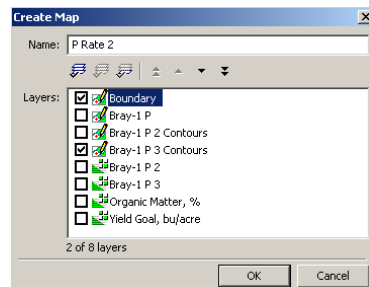 Create Map
Name: P Rate 2
Layers:
Boundary
Bray-1 P
Bray-1 P 2 Contours
Bray-1 P 3 Contours
Bray-1 P 2
Bray-1 P 3
Organic Matter, %
Yield Goal, bu/acre
2 of 8 layers
OK Cancel